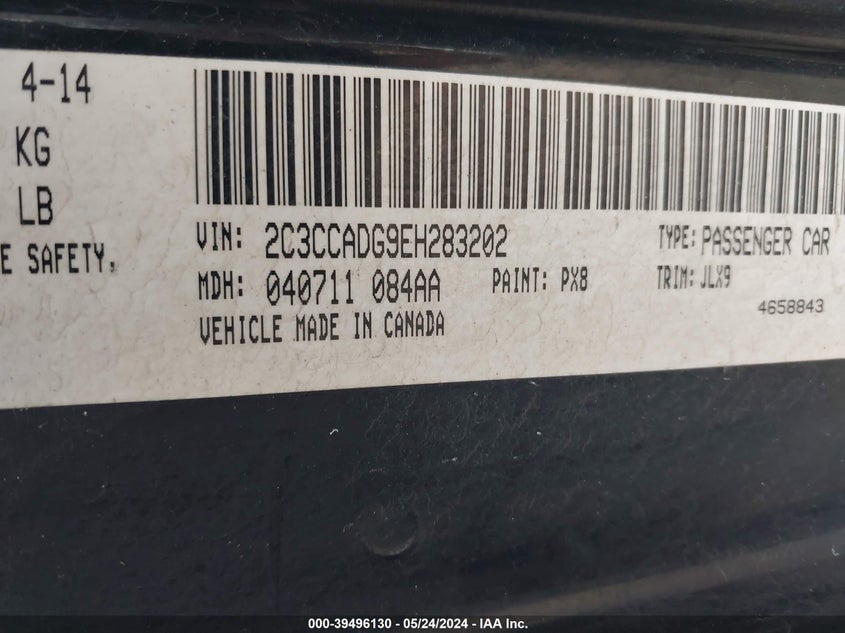 4-14
KG
LB
E SAFETY,
VIN: 2C3CCADG9EH283202
TYPE: PASSENGER CAR
MDH: 040711 084AA
PAINT: PX8
TRIM: JLX9
VEHICLE MADE IN CANADA
4658843
000-39496130 - 05/24/2024 - IAA Inc.